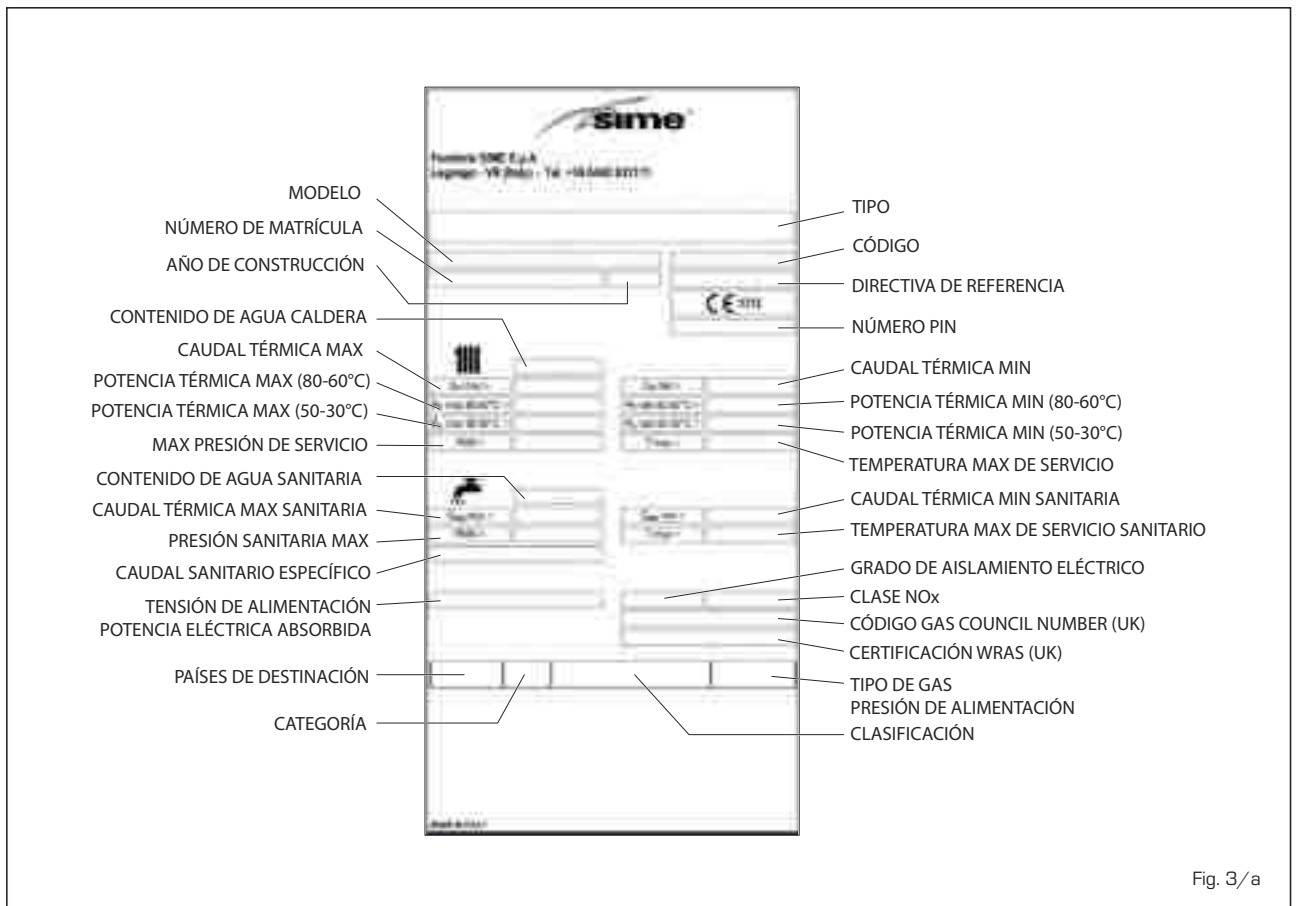 sime
MODELO
NÚMERO DE MATRÍCULA
AÑO DE CONSTRUCCIÓN
CONTENIDO DE AGUA CALDERA
CAUDAL TÉRMICA MAX
POTENCIA TÉRMICA MAX (80-60°C)
POTENCIA TÉRMICA MAX (50-30°C)
MAX PRESIÓN DE SERVICIO
CONTENIDO DE AGUA SANITARIA
CAUDAL TÉRMICA MAX SANITARIA
PRESIÓN SANITARIA MAX
CAUDAL SANITARIO ESPECÍFICO
TENSIÓN DE ALIMENTACIÓN
POTENCIA ELÉCTRICA ABSORBIDA
PAÍSES DE DESTINACIÓN
CATEGORÍA
TIPO
CÓDIGO
DIRECTIVA DE REFERENCIA
CE
NÚMERO PIN
CAUDAL TÉRMICA MIN
POTENCIA TÉRMICA MIN (80-60°C)
POTENCIA TÉRMICA MIN (50-30°C)
TEMPERATURA MAX DE SERVICIO
CAUDAL TÉRMICA MIN SANITARIA
TEMPERATURA MAX DE SERVICIO SANITARIO
GRADO DE AISLAMIENTO ELÉCTRICO
CLASE NOx
CÓDIGO GAS COUNCIL NUMBER (UK)
CERTIFICACIÓN WRAS (UK)
TIPO DE GAS
PRESIÓN DE ALIMENTACIÓN
CLASIFICACIÓN
Fig. 3/a